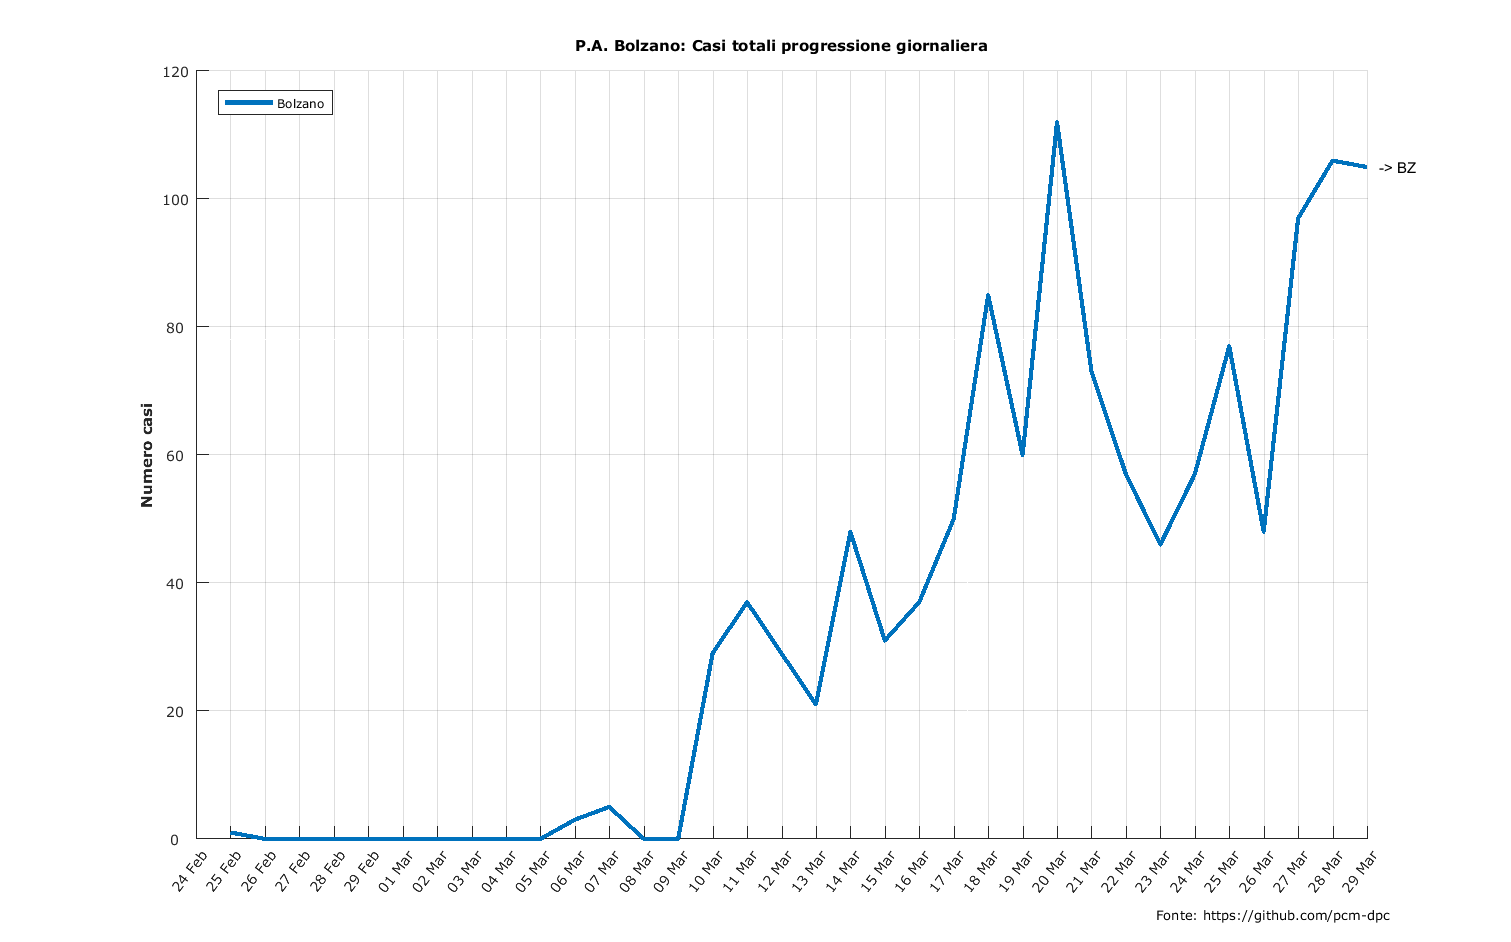 P.A. Bolzano: Casi totali progressione giornaliera
120
Bolzano
-> BZ
100
80
Numero casi
60
40
20
0
24 Feb
25 Feb
26 Feb
27 Feb
28 Feb
29 Feb
01 Mar
02 Mar
03 Mar
04 Mar
05 Mar
06 Mar
07 Mar
08 Mar
09 Mar
10 Mar
11 Mar
12 Mar
13 Mar
14 Mar
15 Mar
16 Mar
17 Mar
18 Mar
19 Mar
20 Mar
21 Mar
22 Mar
23 Mar
24 Mar
25 Mar
26 Mar
27 Mar
28 Mar
29 Mar
Fonte: https://github.com/pcm-dpc